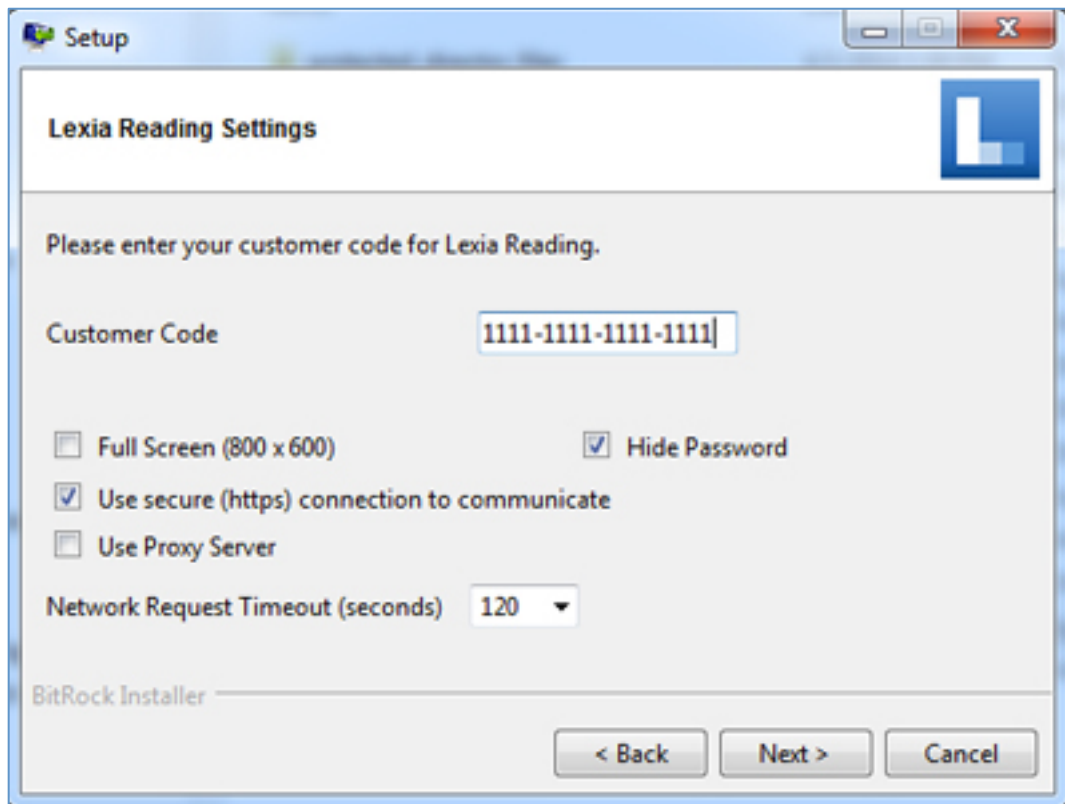 Setup
Lexia Reading Settings
Please enter your customer code for Lexia Reading.
Customer Code 1111-1111-1111-1111
Full Screen (800 x 600) Hide Password
Use secure (https) connection to communicate
Use Proxy Server
Network Request Timeout (seconds) 120
BitRock Installer
< Back Next > Cancel